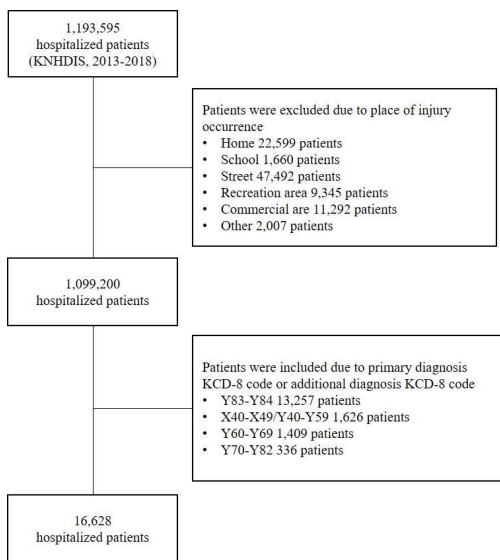 1,193,595
hospitalized patients
(KNHDIS, 2013-2018)
Patients were excluded due to place of injury
occurrence
• Home 22,599 patients
• School 1,660 patients
• Street 47,492 patients
• Recreation area 9,345 patients
• Commercial are 11,292 patients
• Other 2,007 patients
1,099,200
hospitalized patients
Patients were included due to primary diagnosis
KCD-8 code or additional diagnosis KCD-8 code
• Y83-Y84 13,257 patients
• X40-X49/Y40-Y59 1,626 patients
• Y60-Y69 1,409 patients
• Y70-Y82 336 patients
16,628
hospitalized patients